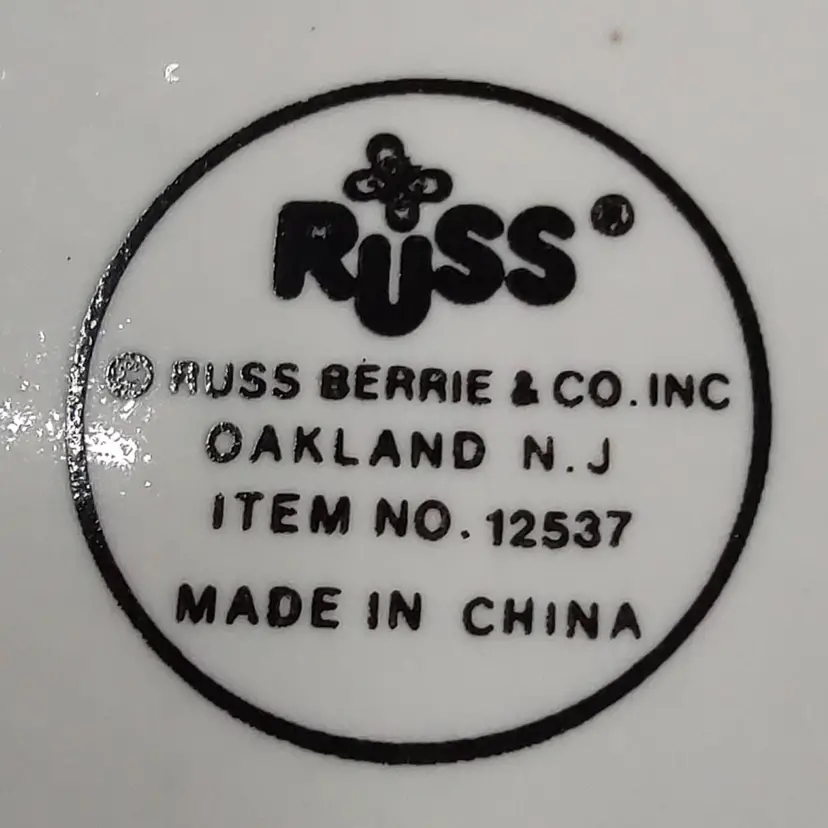 RUSS®
© RUSS BERRIE & CO. INC
OAKLAND N.J
ITEM NO. 12537
MADE IN CHINA